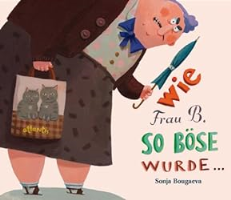 wie
Frau B.
SO BÖSE
WURDE...
Sonja Bougaeva